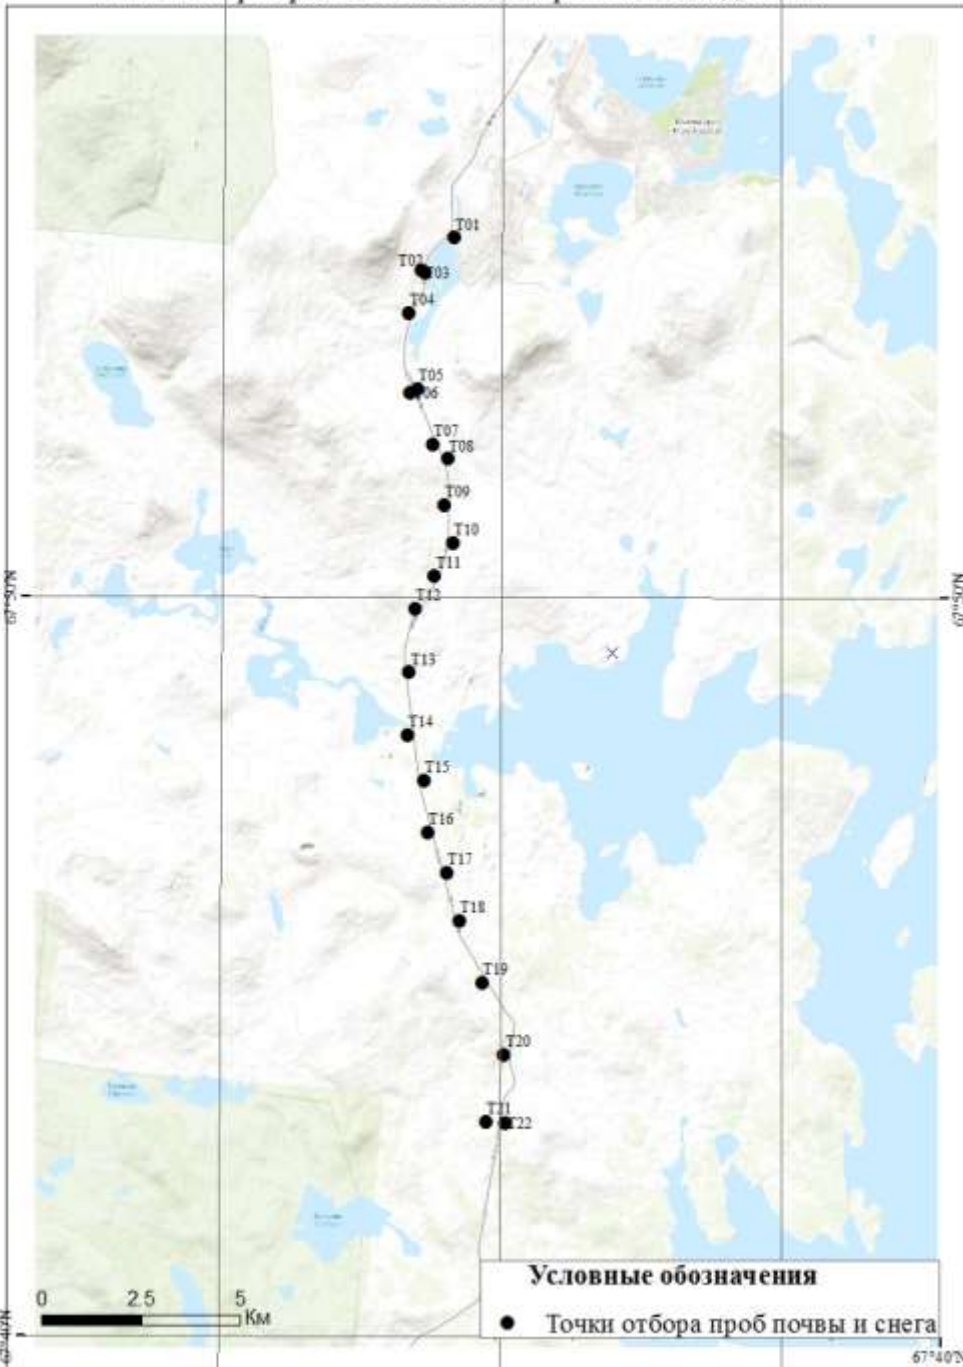 T01
T02
T03
T04
T05
T06
T07
T08
T09
T10
T11
T12
67°50'N
67°50'N
T13
T14
T15
T16
T17
T18
T19
T20
T21
T22
Условные обозначения
0 2.5 5
Км
Точки отбора проб почвы и снега
67°40'N
67°40'N